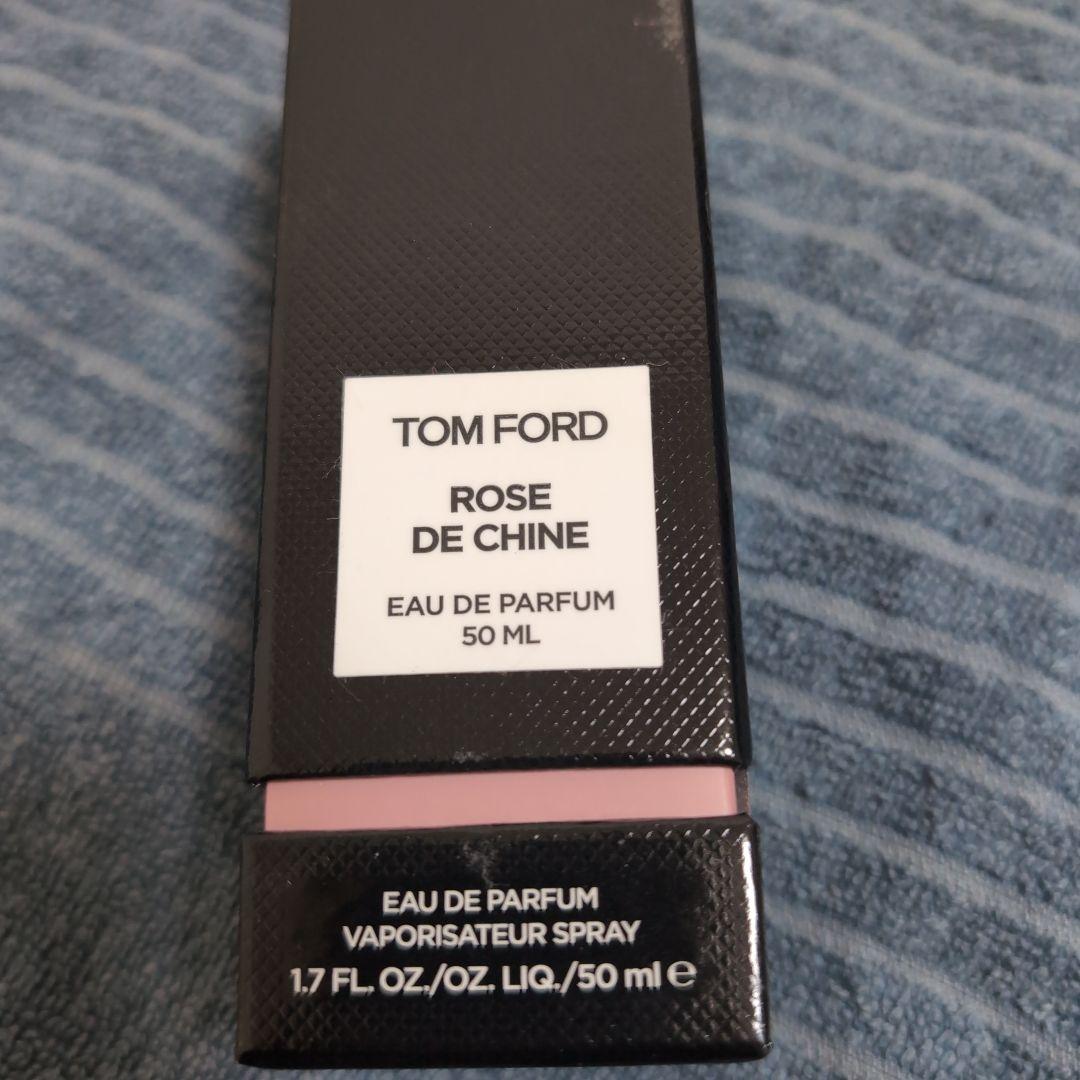 TOM FORD
ROSE
DE CHINE
EAU DE PARFUM
50 ML
EAU DE PARFUM
VAPORISATEUR SPRAY
1.7 FL. OZ./OZ. LIQ./50 ml ℮